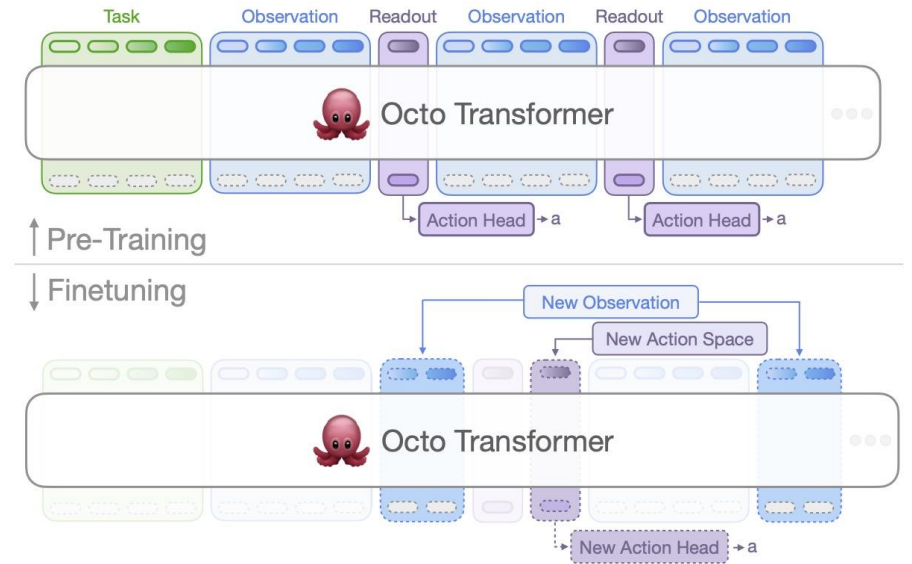 Task Observation Readout Observation Readout Observation
Octo Transformer
Action Head a Action Head a
Pre-Training
Finetuning
New Observation
New Action Space
Octo Transformer
New Action Head a